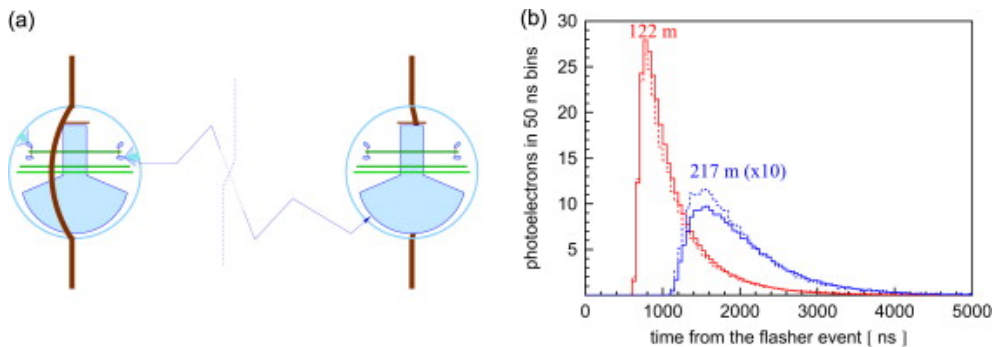 (a)
(b)
30
25
20
15
10
5
122 m
217 m (x10)
photoelectrons in 50 ns bins
0 1000 2000 3000 4000 5000
time from the flasher event [ ns ]